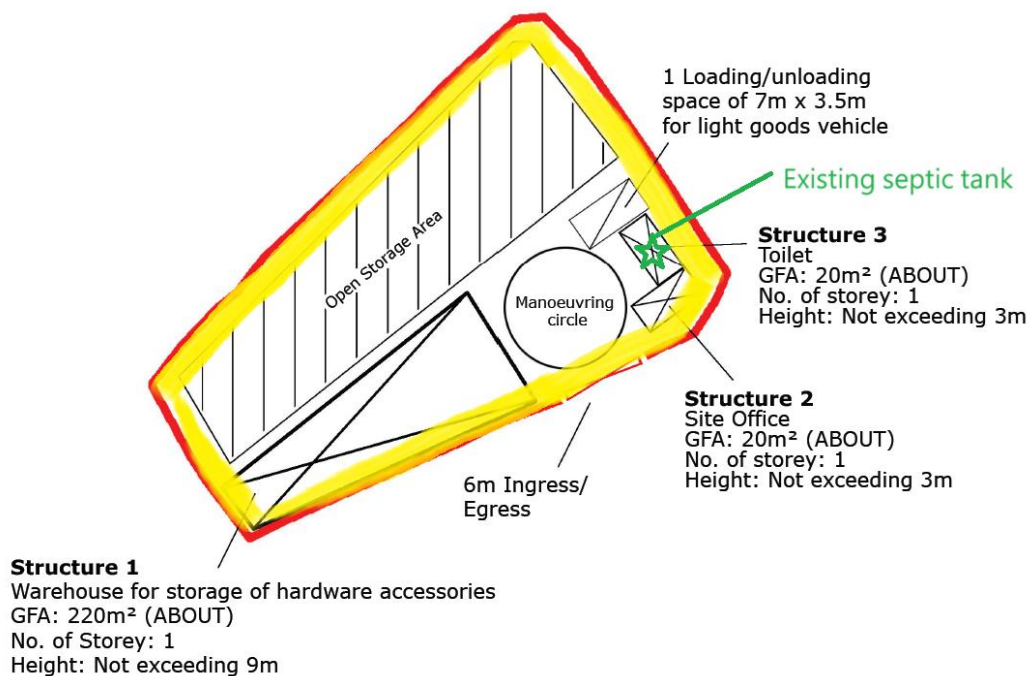 1 Loading/unloading
space of 7m x 3.5m
for light goods vehicle
Existing septic tank
Structure 3
Toilet
GFA: 20m² (ABOUT)
No. of storey: 1
Height: Not exceeding 3m
Open Storage Area
Manoeuvring
circle
Structure 2
Site Office
GFA: 20m² (ABOUT)
No. of storey: 1
Height: Not exceeding 3m
6m Ingress/
Egress
Structure 1
Warehouse for storage of hardware accessories
GFA: 220m² (ABOUT)
No. of Storey: 1
Height: Not exceeding 9m